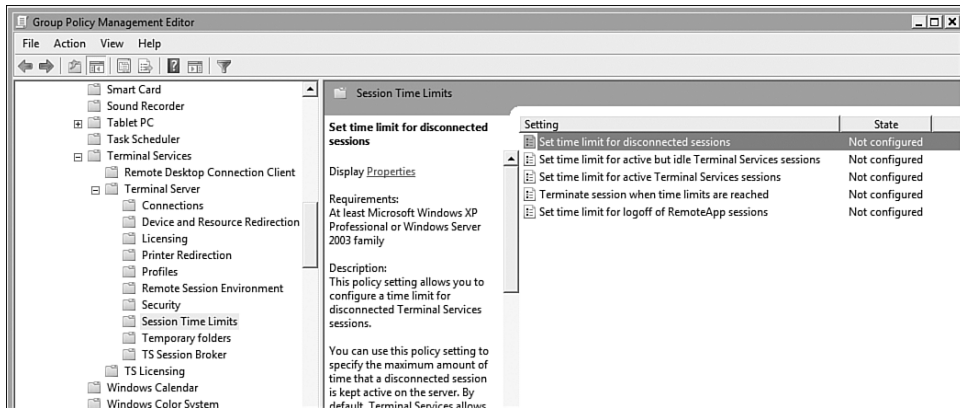 Group Policy Management Editor
File Action View Help
Smart Card
Sound Recorder
Tablet PC
Task Scheduler
Terminal Services
Remote Desktop Connection Client
Terminal Server
Connections
Device and Resource Redirection
Licensing
Printer Redirection
Profiles
Remote Session Environment
Security
Session Time Limits
Temporary folders
TS Session Broker
TS Licensing
Windows Calendar
Windows Color System
Session Time Limits
Set time limit for disconnected
sessions
Display Properties
Requirements:
At least Microsoft Windows XP
Professional or Windows Server
2003 family
Description:
This policy setting allows you to
configure a time limit for
disconnected Terminal Services
sessions.
You can use this policy setting to
specify the maximum amount of
time that a disconnected session
is kept active on the server. By
default, Terminal Services allows
Setting State
Set time limit for disconnected sessions Not configured
Set time limit for active but idle Terminal Services sessions Not configured
Set time limit for active Terminal Services sessions Not configured
Terminate session when time limits are reached Not configured
Set time limit for logoff of RemoteApp sessions Not configured